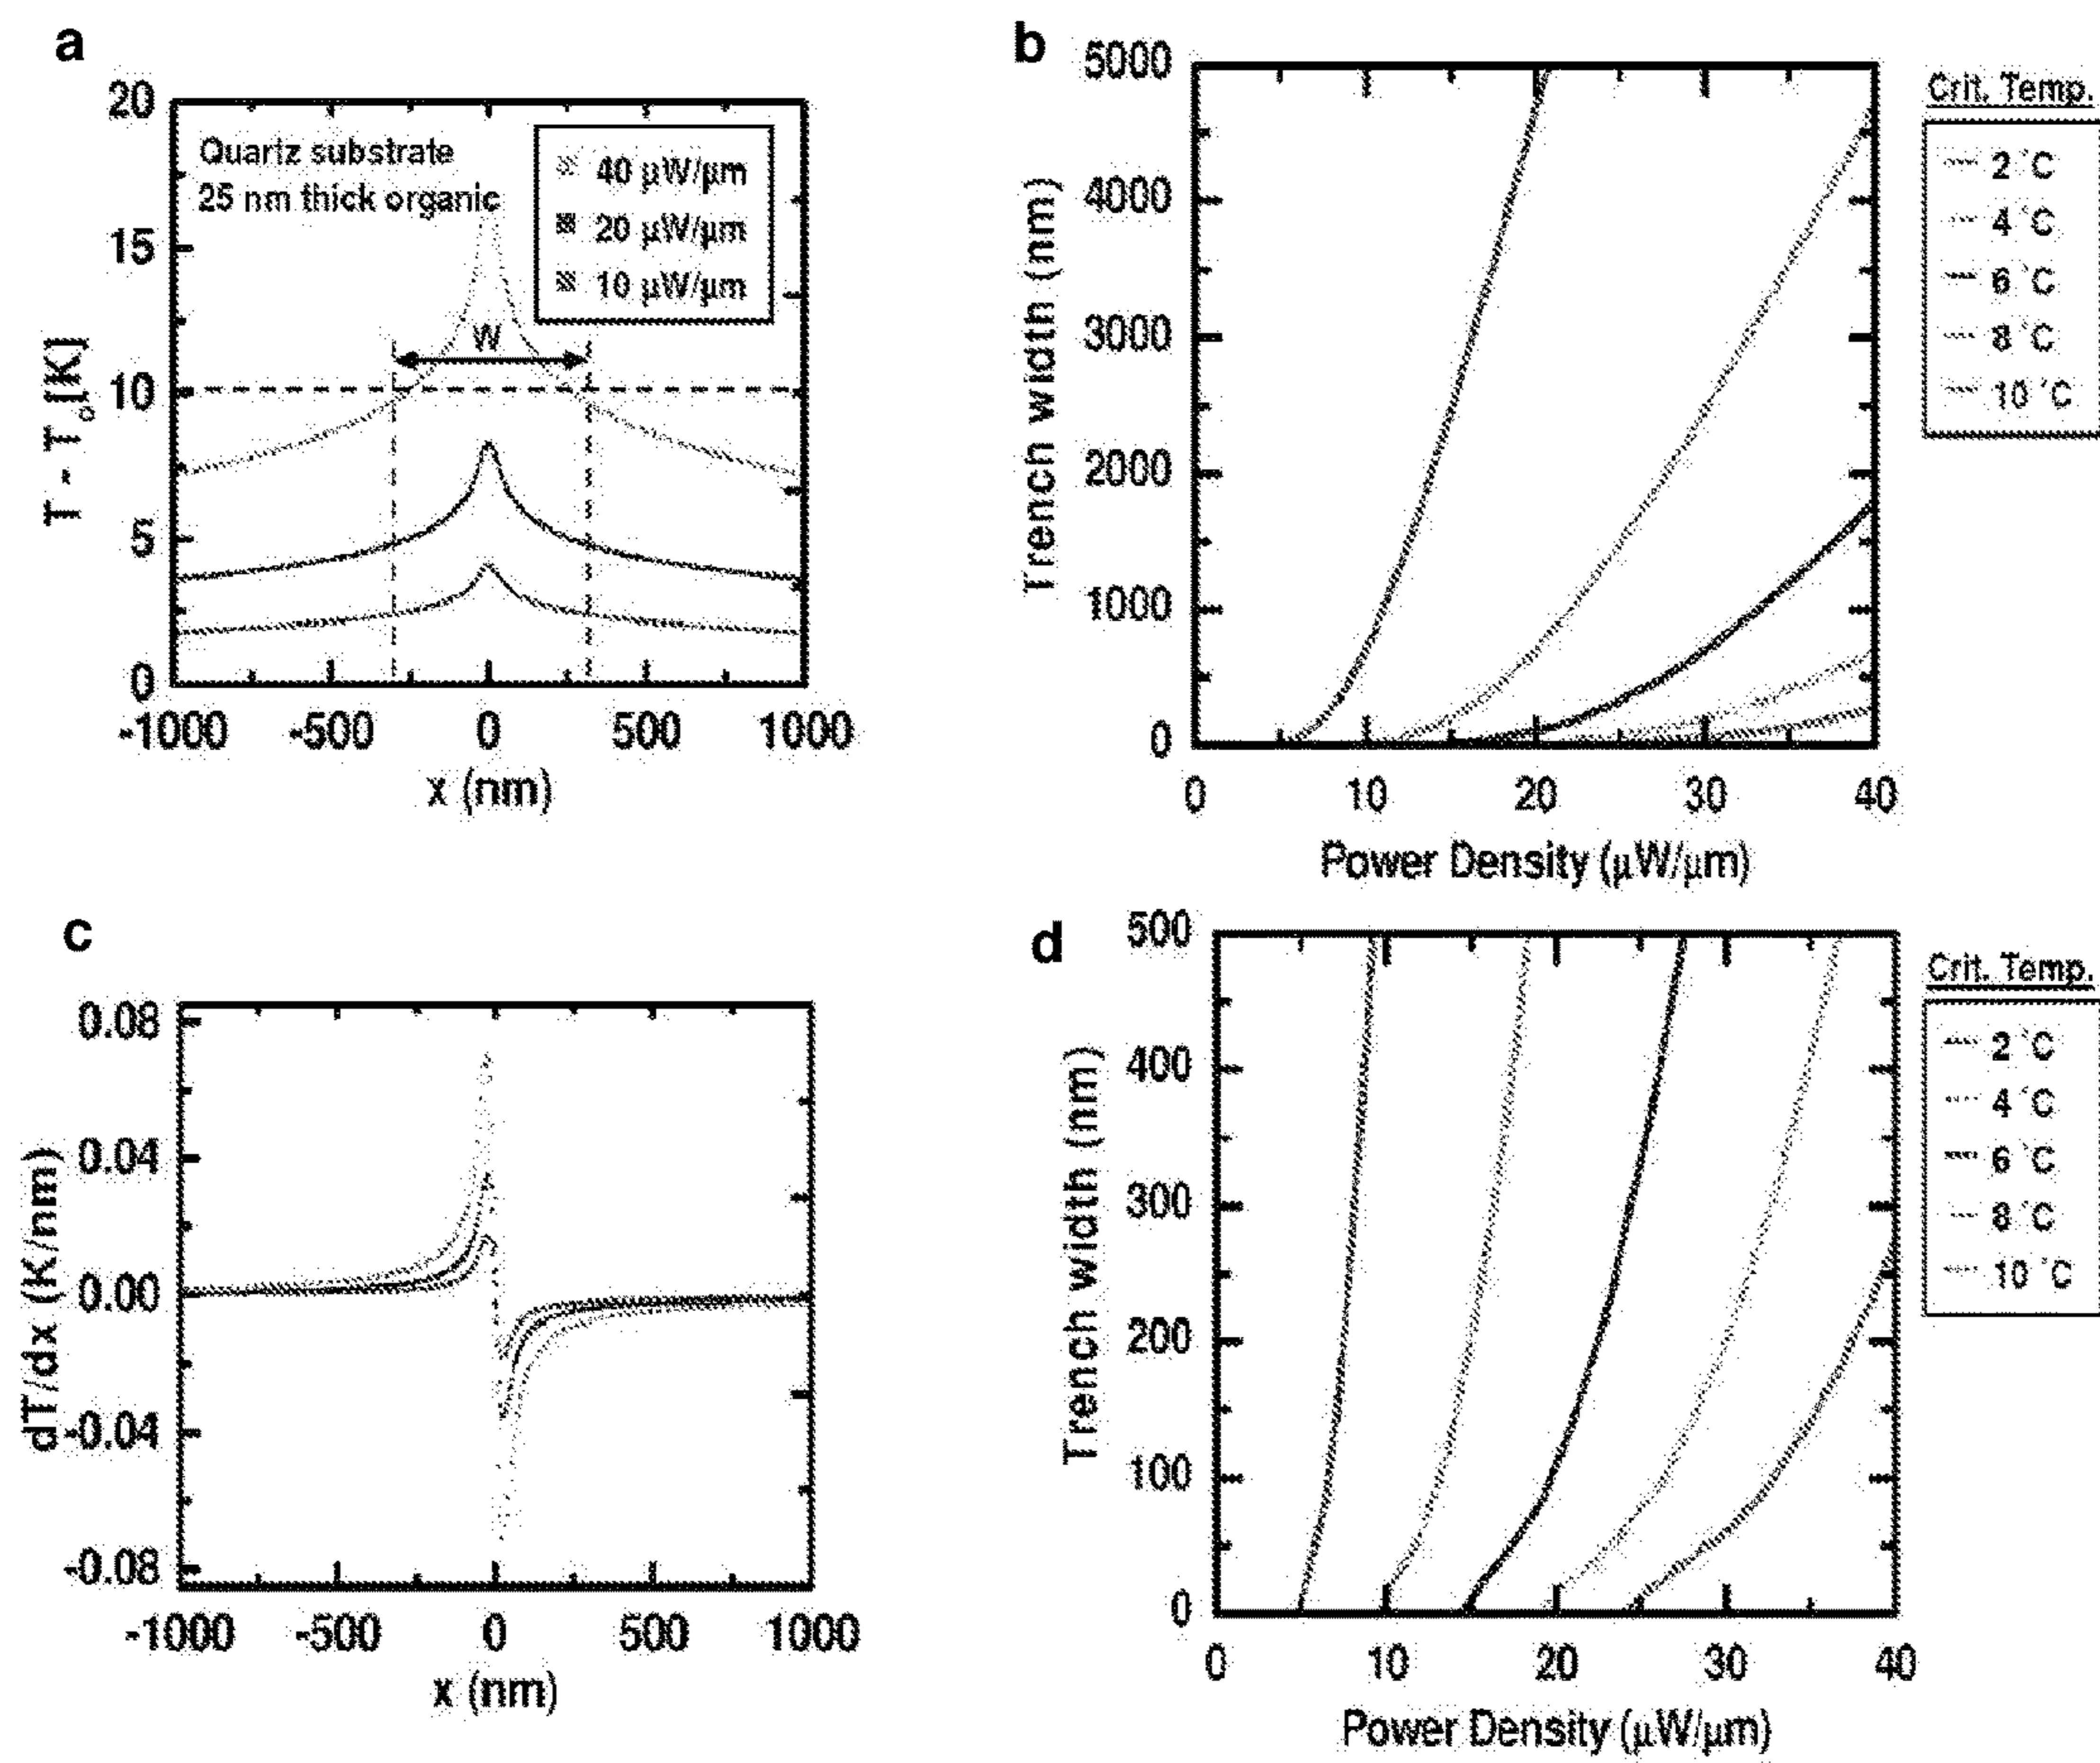 a
20
15
10
5
0
T - To[K]
Quartz substrate
25 nm thick organic
40 μW/μm
20 μW/μm
10 μW/μm
W
-1000 -500 0 500 1000
x (nm)
b
5000
4000
3000
2000
1000
0
Trench width (nm)
0 10 20 30 40
Power Density (μW/μm)
Crit. Temp.
2 °C
4 °C
6 °C
8 °C
10 °C
c
0.08
0.04
0.00
-0.04
-0.08
dT/dx (K/nm)
-1000 -500 0 500 1000
x (nm)
d
500
400
300
200
100
0
Trench width (nm)
0 10 20 30 40
Power Density (μW/μm)
Crit. Temp.
2 °C
4 °C
6 °C
8 °C
10 °C